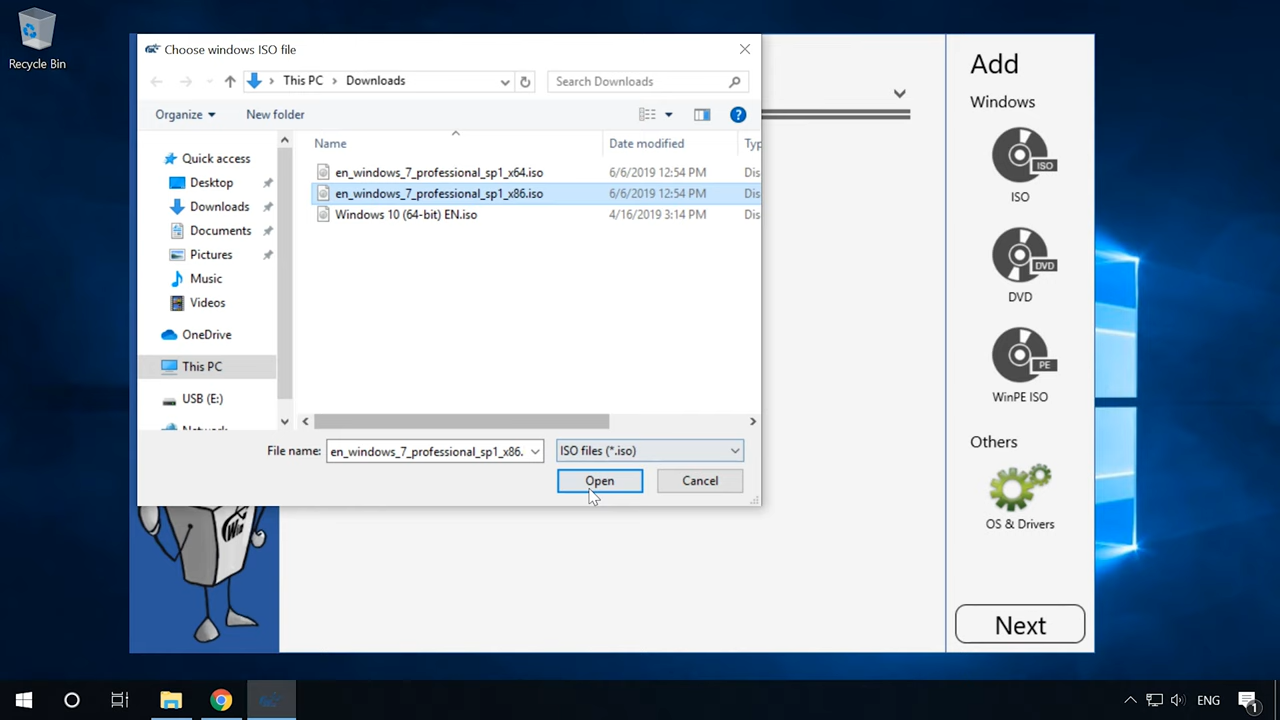 Recycle Bin
Choose windows ISO file
This PC
Downloads
Search Downloads
Organize
New folder
Name
Date modified
Typ
en_windows_7_professional_sp1_x64.iso
6/6/2019 12:54 PM
Dis
en_windows_7_professional_sp1_x86.iso
6/6/2019 12:54 PM
Dis
Windows 10 (64-bit) EN.iso
4/16/2019 3:14 PM
Dis
Quick access
Desktop
Downloads
Documents
Pictures
Music
Videos
OneDrive
This PC
USB (E:)
Network
File name:
en_windows_7_professional_sp1_x86.
ISO files (*.iso)
Open
Cancel
Add
Windows
ISO
ISO
DVD
DVD
PE
WinPE ISO
Others
OS & Drivers
Next
ENG
1